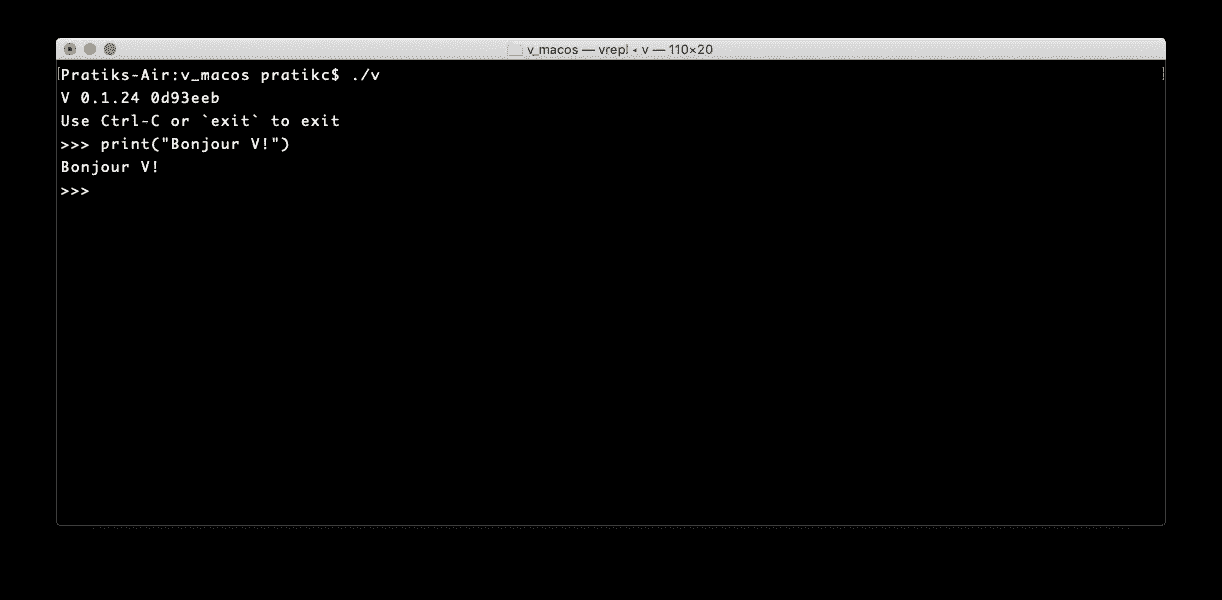 v_macos — vrepl ◂ v — 110×20
Pratiks-Air:v_macos pratikc$ ./v
V 0.1.24 0d93eeb
Use Ctrl-C or `exit` to exit
>>> print("Bonjour V!")
Bonjour V!
>>>